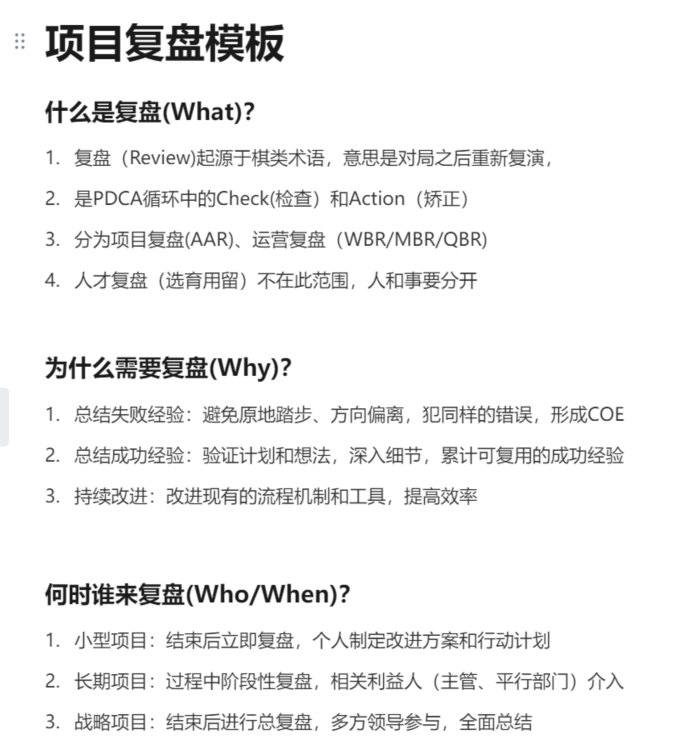 项目复盘模板
什么是复盘(What)?
1. 复盘（Review)起源于棋类术语，意思是对局之后重新复演，
2. 是PDCA循环中的Check(检查）和Action（矫正）
3. 分为项目复盘(AAR)、运营复盘（WBR/MBR/QBR)
4. 人才复盘（选育用留）不在此范围，人和事要分开
为什么需要复盘(Why)?
1. 总结失败经验：避免原地踏步、方向偏离，犯同样的错误，形成COE
2. 总结成功经验：验证计划和想法，深入细节，累计可复用的成功经验
3. 持续改进：改进现有的流程机制和工具，提高效率
何时谁来复盘(Who/When)?
1. 小型项目：结束后立即复盘，个人制定改进方案和行动计划
2. 长期项目：过程中阶段性复盘，相关利益人（主管、平行部门）介入
3. 战略项目：结束后进行总复盘，多方领导参与，全面总结